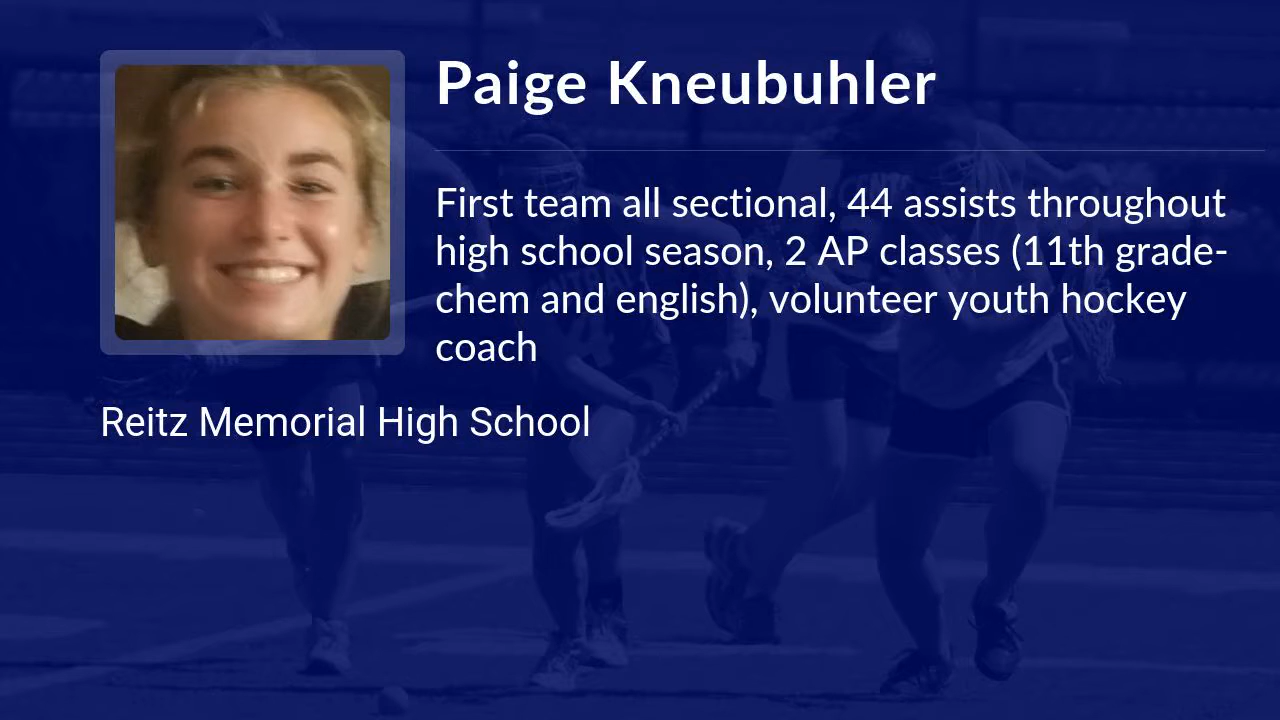 Paige Kneubuhler
First team all sectional, 44 assists throughout
high school season, 2 AP classes (11th grade-
chem and english), volunteer youth hockey
coach
Reitz Memorial High School